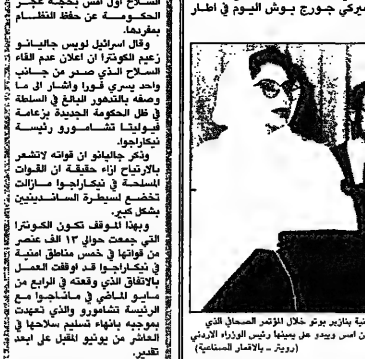 السلاح اول امس بحجة عجز
الحكومة عن حفظ النظام
بمفردها.
وقال اسرائيل لويس جاليانو
زعيم الكونترا ان اعلان عدم القاء
السلاح الذي صدر من جانب
واحد يسري فورا واشار الى ما
وصفه بالتدهور البالغ في السلطة
في ظل الحكومة الجديدة بزعامة
فيوليتا تشامورو رئيسة
نيكاراجوا.
وذكر جاليانو ان قواته لاتشعر
بالارتياح ازاء حقيقة ان القوات
المسلحة في نيكاراجوا مازالت
تخضع لسيطرة الساندينيين
بشكل كبير.
وبهذا الموقف تكون الكونترا
التي جمعت حوالي ١٣ الف عنصر
من قواتها في خمس مناطق امنية
في نيكاراجوا قد اوقفت العمل
بالاتفاق الذي وقعته في الرابع من
مايو الماضي في ماناجوا مع
الرئيسة تشامورو والذي تعهدت
بموجبه بانهاء تسليم سلاحها في
العاشر من يونيو المقبل على ابعد
تقدير.
ميركي جورج بوش اليوم في اطار
نية بنازير بوتو خلال المؤتمر الصحافي الذي
ن امس ويبدو على يمينها رئيس الوزراء الاردني
(رويتر - بالاقمار الصناعية)